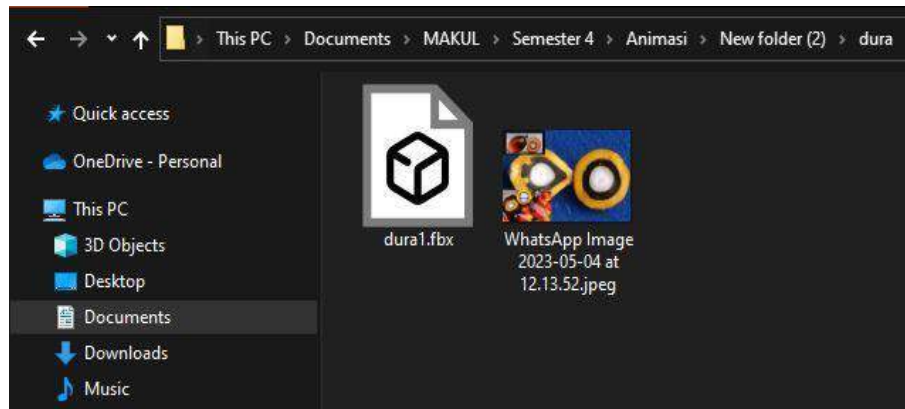 This PC > Documents > MAKUL > Semester 4 > Animasi > New folder (2) > dura
Quick access
OneDrive - Personal
This PC
3D Objects
Desktop
Documents
Downloads
Music
dura1.fbx
WhatsApp Image
2023-05-04 at
12.13.52.jpeg